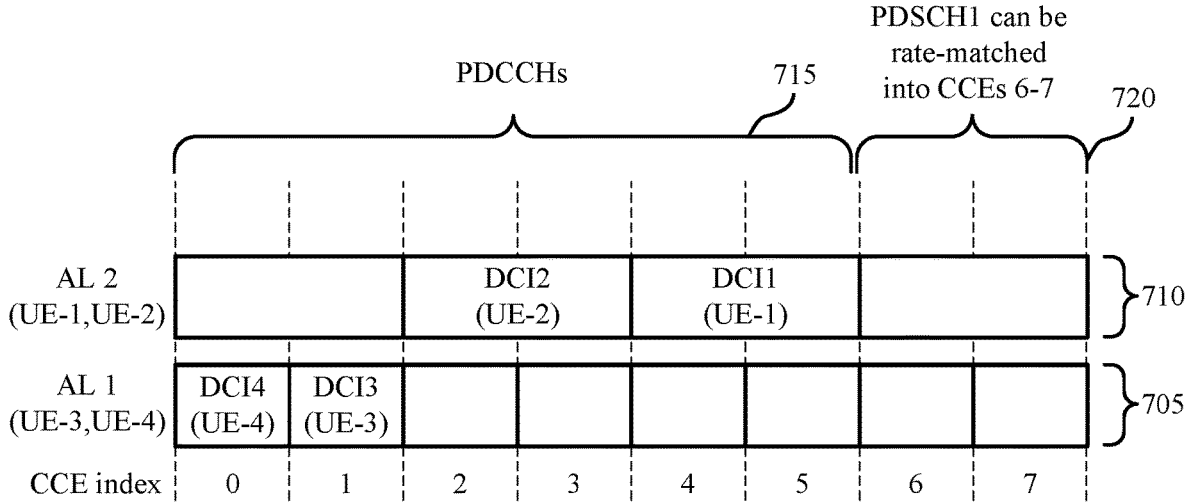 PDSCH1 can be
rate-matched
into CCEs 6-7
PDCCHs
715
720
AL 2
(UE-1,UE-2)
DCI2
(UE-2)
DCI1
(UE-1)
710
AL 1
(UE-3,UE-4)
DCI4
(UE-4)
DCI3
(UE-3)
705
CCE index 0 1 2 3 4 5 6 7